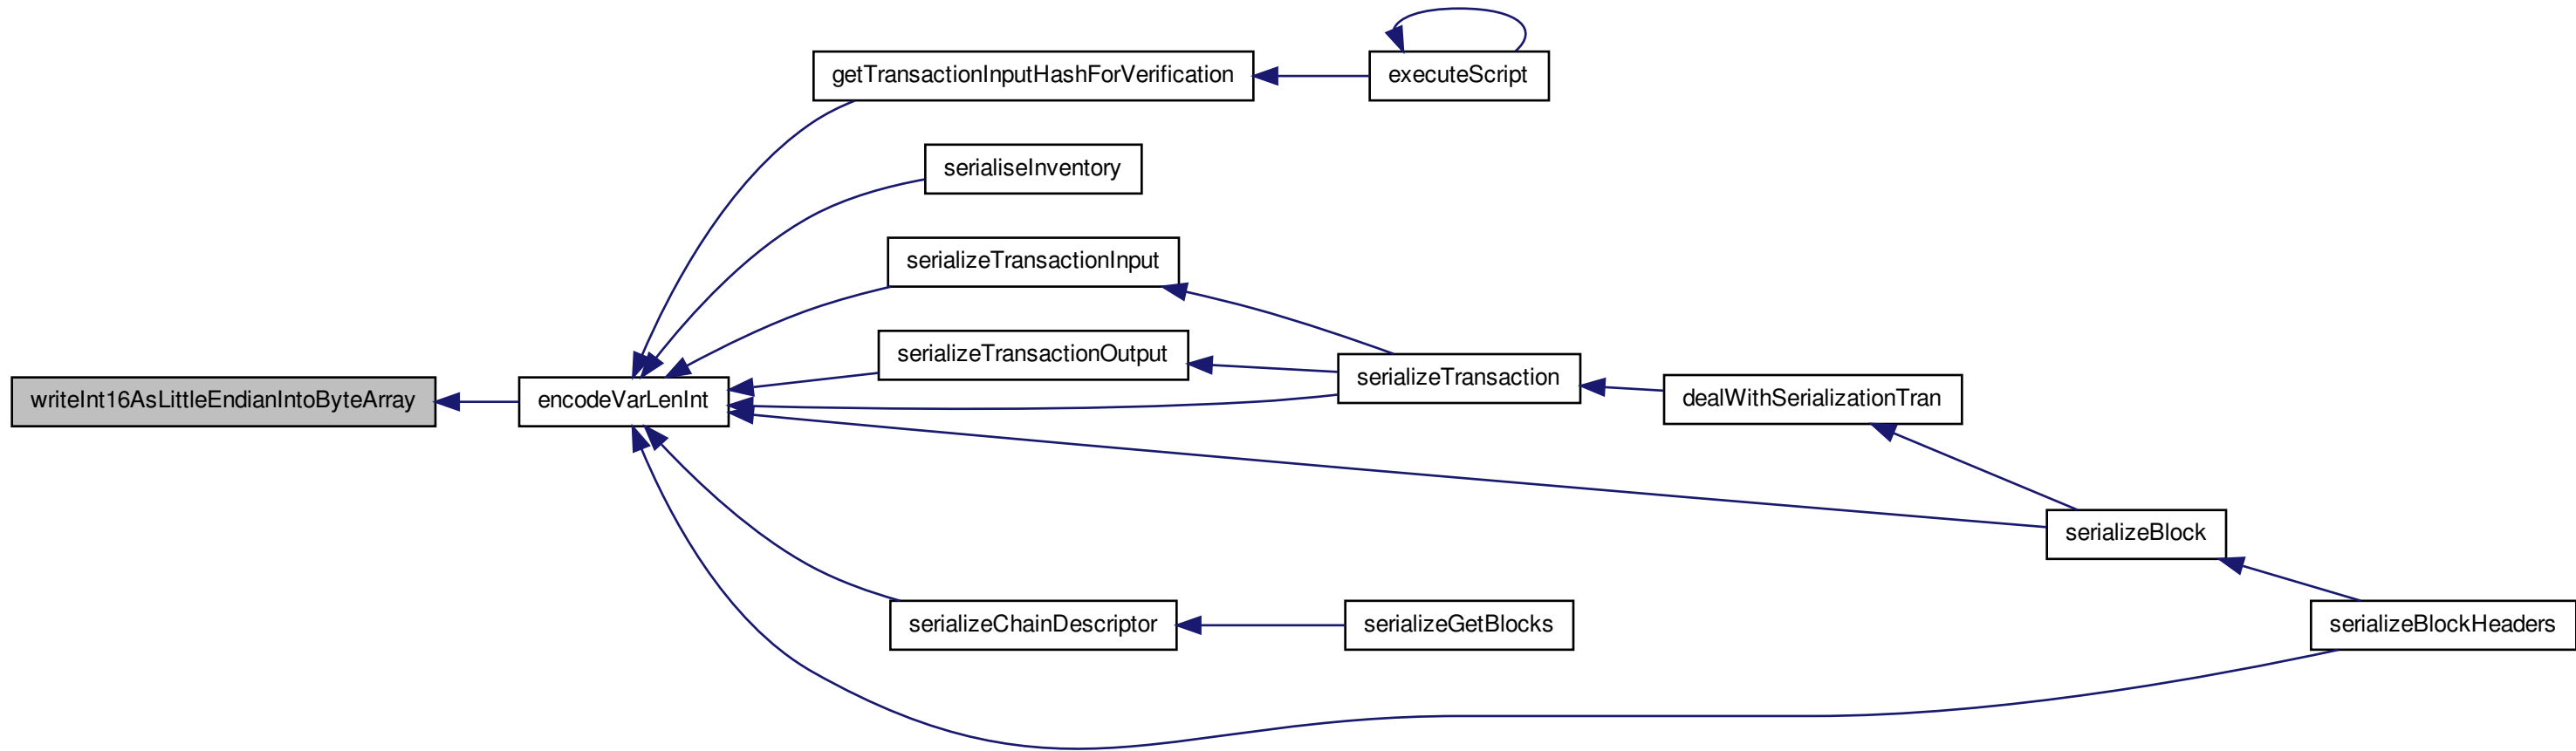 getTransactionInputHashForVerification
executeScript
serialiseInventory
serializeTransactionInput
serializeTransactionOutput
serializeTransaction
writeInt16AsLittleEndianIntoByteArray
encodeVarLenInt
dealWithSerializationTran
serializeBlock
serializeChainDescriptor
serializeGetBlocks
serializeBlockHeaders